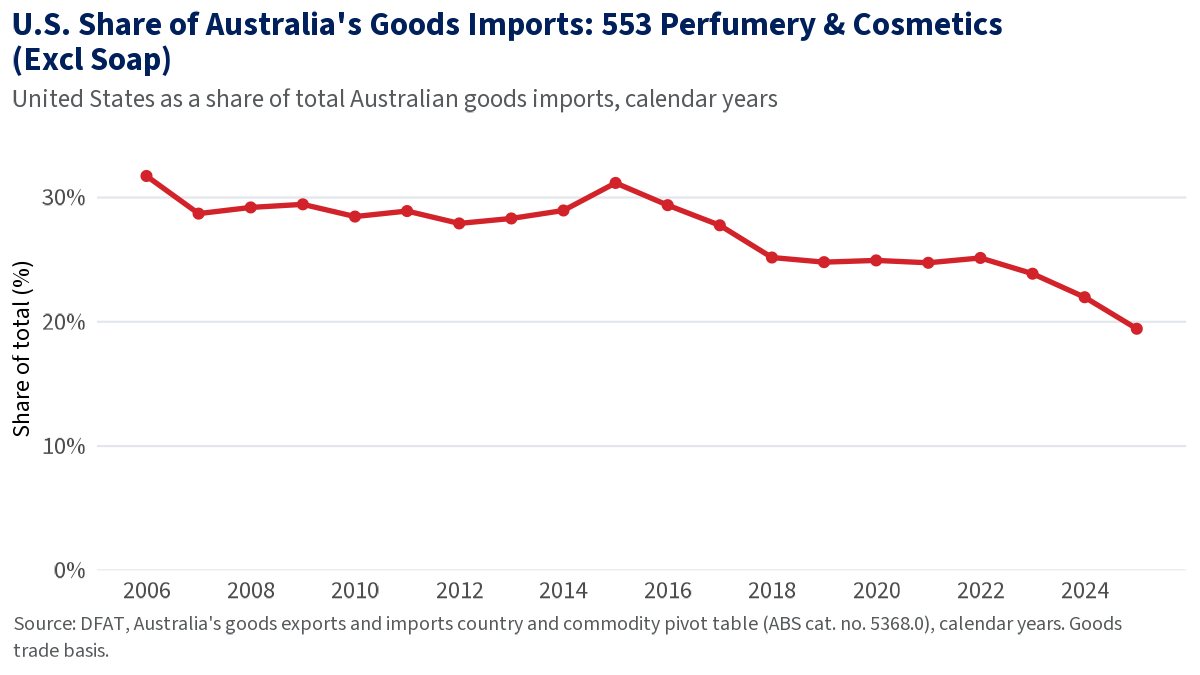 U.S. Share of Australia's Goods Imports: 553 Perfumery & Cosmetics
(Excl Soap)
United States as a share of total Australian goods imports, calendar years
Share of total (%)
30%
20%
10%
0%
2006 2008 2010 2012 2014 2016 2018 2020 2022 2024
Source: DFAT, Australia's goods exports and imports country and commodity pivot table (ABS cat. no. 5368.0), calendar years. Goods
trade basis.